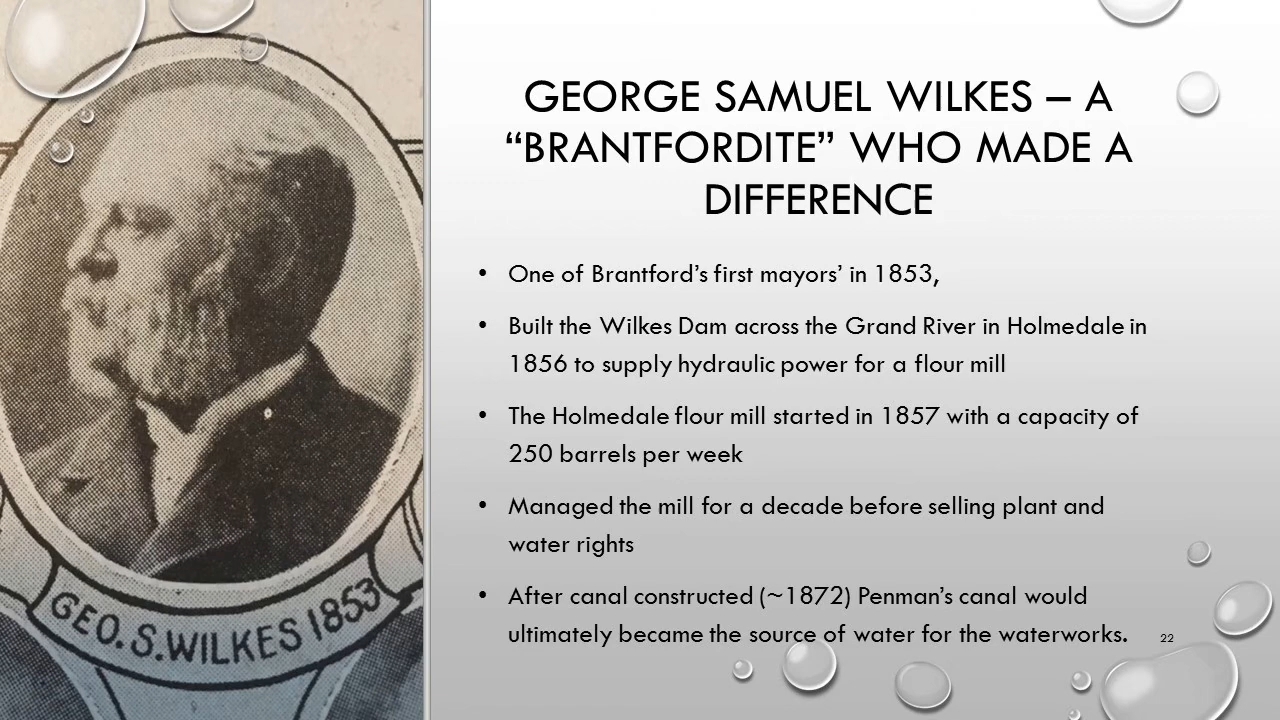 GEORGE SAMUEL WILKES – A
“BRANTFORDITE” WHO MADE A
DIFFERENCE
• One of Brantford’s first mayors’ in 1853,
• Built the Wilkes Dam across the Grand River in Holmedale in
1856 to supply hydraulic power for a flour mill
• The Holmedale flour mill started in 1857 with a capacity of
250 barrels per week
• Managed the mill for a decade before selling plant and
water rights
• After canal constructed (~1872) Penman’s canal would
ultimately became the source of water for the waterworks.
22
GEO. S. WILKES 1853